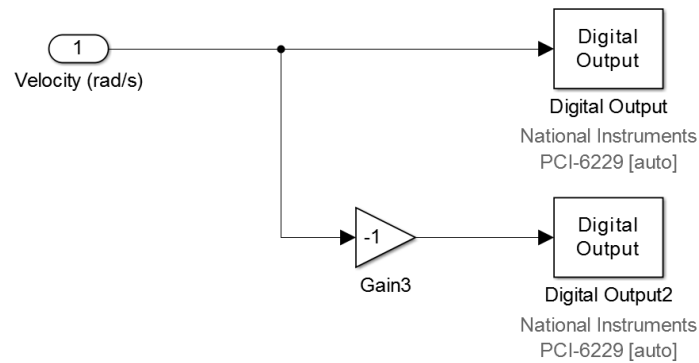 1
Velocity (rad/s)
Digital
Output
Digital Output
National Instruments
PCI-6229 [auto]
-1
Gain3
Digital
Output
Digital Output2
National Instruments
PCI-6229 [auto]